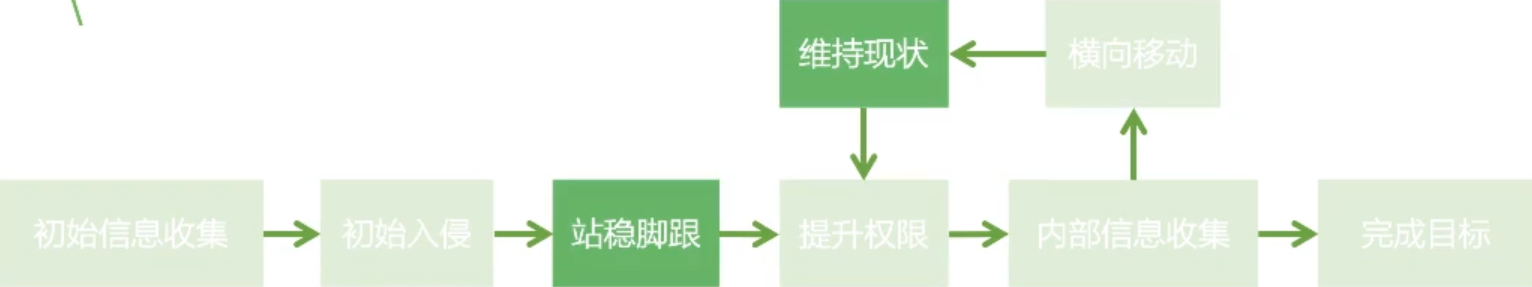 维持现状
横向移动
初始信息收集
初始入侵
站稳脚跟
提升权限
内部信息收集
完成目标